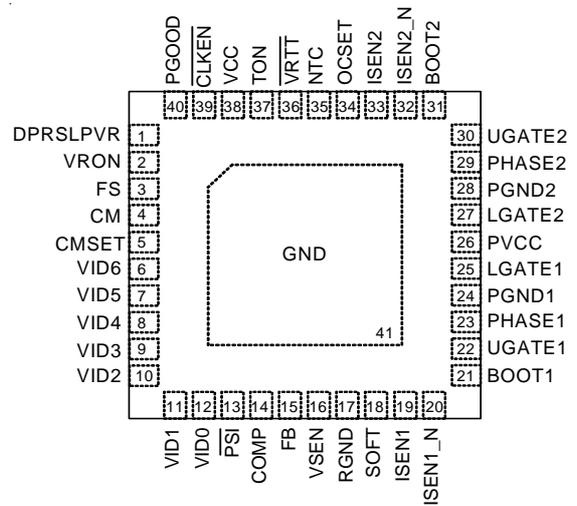 PGOOD
CLKEN
VCC
TON
VRTT
NTC
OCSET
ISEN2
ISEN2_N
BOOT2
40 39 38 37 36 35 34 33 32 31
DPRSLPVR 1
VRON 2
FS 3
CM 4
CMSET 5
VID6 6
VID5 7
VID4 8
VID3 9
VID2 10
GND
41
30 UGATE2
29 PHASE2
28 PGND2
27 LGATE2
26 PVCC
25 LGATE1
24 PGND1
23 PHASE1
22 UGATE1
21 BOOT1
11 12 13 14 15 16 17 18 19 20
VID1
VID0
PSI
COMP
FB
VSEN
RGND
SOFT
ISEN1
ISEN1_N